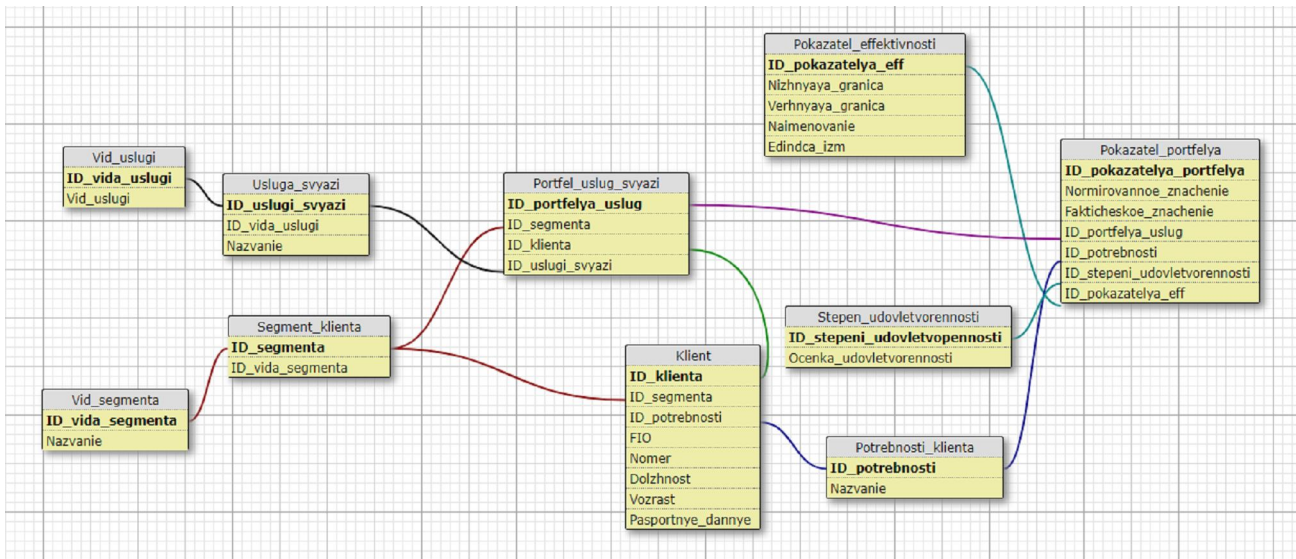 Pokazatel_effektivnosti
ID_pokazatelya_eff
Nizhnyaya_granica
Verhnyaya_granica
Naimenovanie
Edindca_izm
Pokazatel_portfelya
ID_pokazatelya_portfelya
Normirovannoe_znachenie
Fakticheskoe_znachenie
ID_portfelya_uslug
ID_potrebnosti
ID_stepeni_udovletvorennosti
ID_pokazatelya_eff
Vid_uslugi
ID_vida_uslugi
Vid_uslugi
Usluga_svyazi
ID_uslugi_svyazi
ID_vida_uslugi
Nazvanie
Portfel_uslug_svyazi
ID_portfelya_uslug
ID_segmenta
ID_klienta
ID_uslugi_svyazi
Stepen_udovletvorennosti
ID_stepeni_udovletvopennosti
Ocenka_udovletvorennosti
Segment_klienta
ID_segmenta
ID_vida_segmenta
Klient
ID_klienta
ID_segmenta
ID_potrebnosti
FIO
Nomer
Dolzhnost
Vozrast
Pasportnye_dannye
Vid_segmenta
ID_vida_segmenta
Nazvanie
Potrebnosti_klienta
ID_potrebnosti
Nazvanie